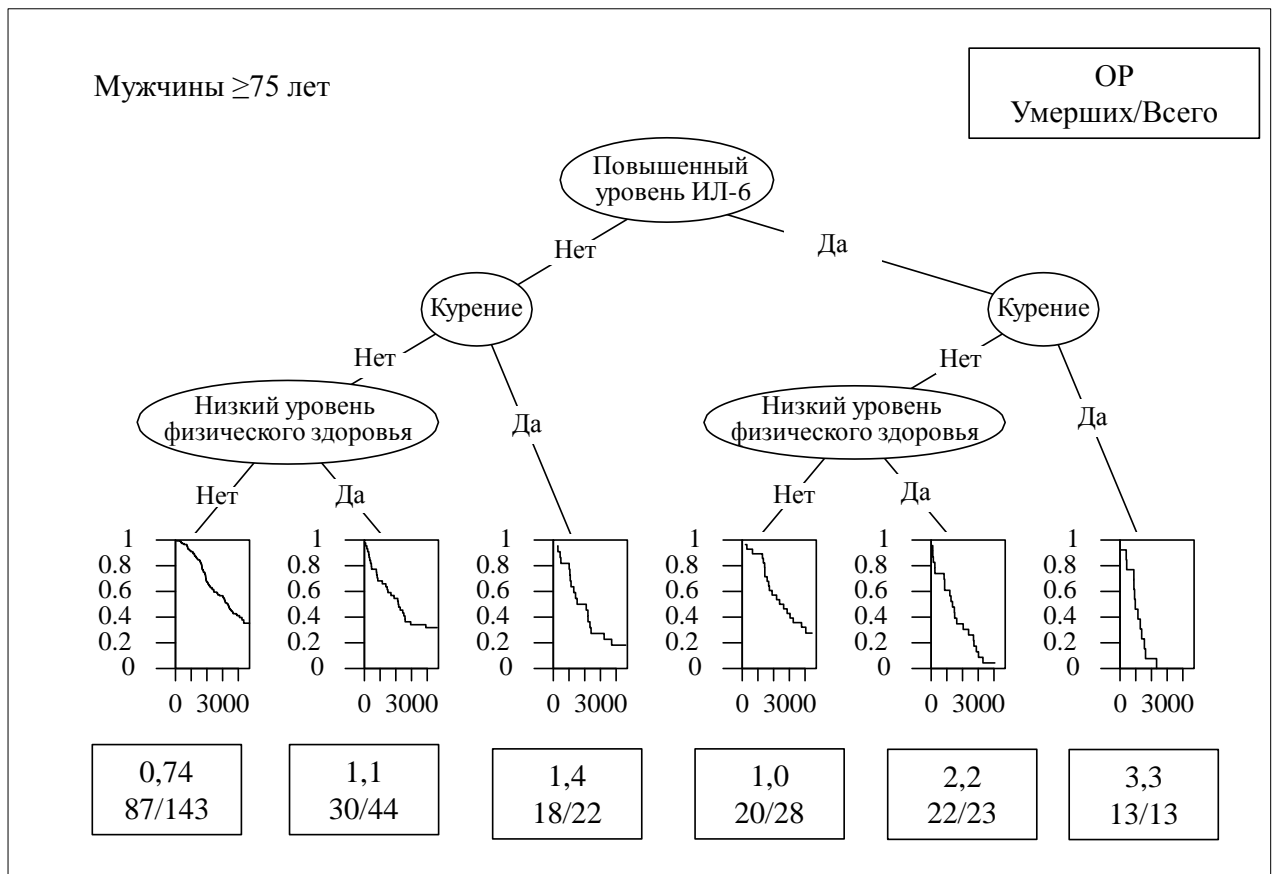 Мужчины ≥75 лет
ОР
Умерших/Всего
Повышенный
уровень ИЛ-6
Нет
Да
Курение
Курение
Нет
Да
Нет
Да
Низкий уровень
физического здоровья
Низкий уровень
физического здоровья
Нет
Да
Нет
Да
1
0.8
0.6
0.4
0.2
0
0 3000
1
0.8
0.6
0.4
0.2
0
0 3000
1
0.8
0.6
0.4
0.2
0
0 3000
1
0.8
0.6
0.4
0.2
0
0 3000
1
0.8
0.6
0.4
0.2
0
0 3000
1
0.8
0.6
0.4
0.2
0
0 3000
0,74
87/143
1,1
30/44
1,4
18/22
1,0
20/28
2,2
22/23
3,3
13/13